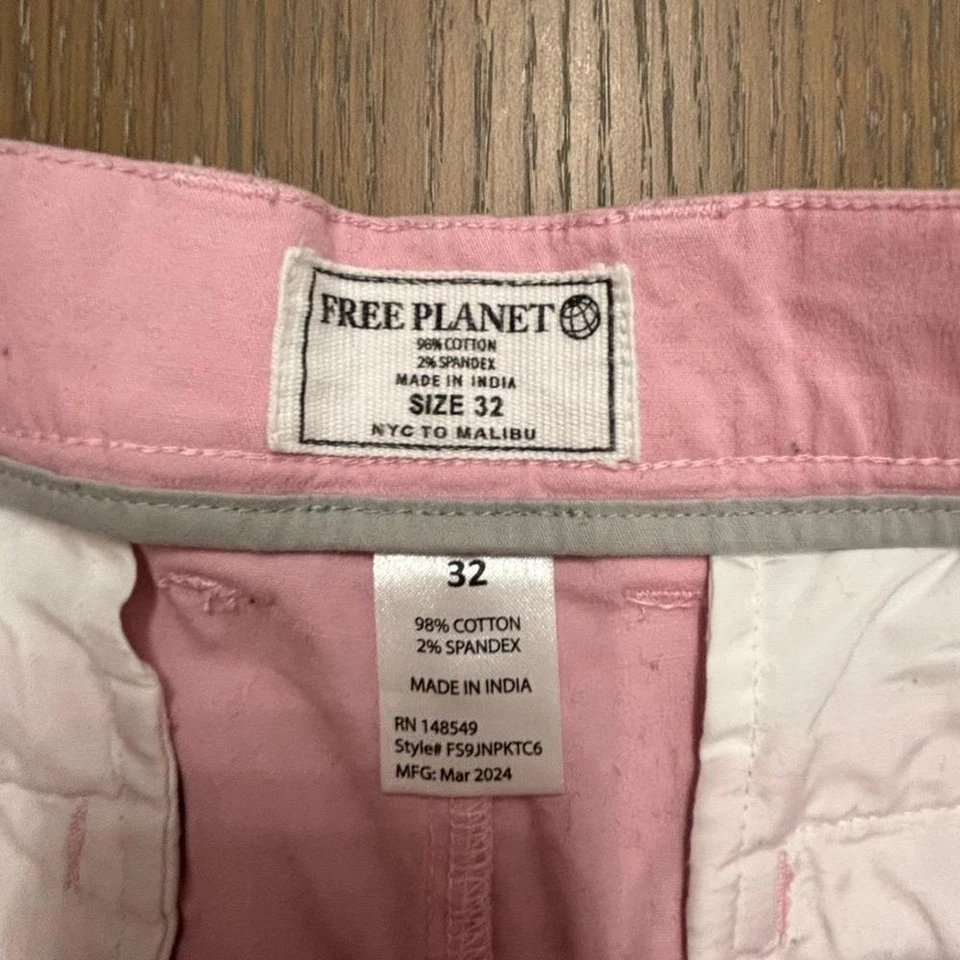 FREE PLANET
98% COTTON
2% SPANDEX
MADE IN INDIA
SIZE 32
NYC TO MALIBU
32
98% COTTON
2% SPANDEX
MADE IN INDIA
RN 148549
Style# FS9JNPKTC6
MFG: Mar 2024